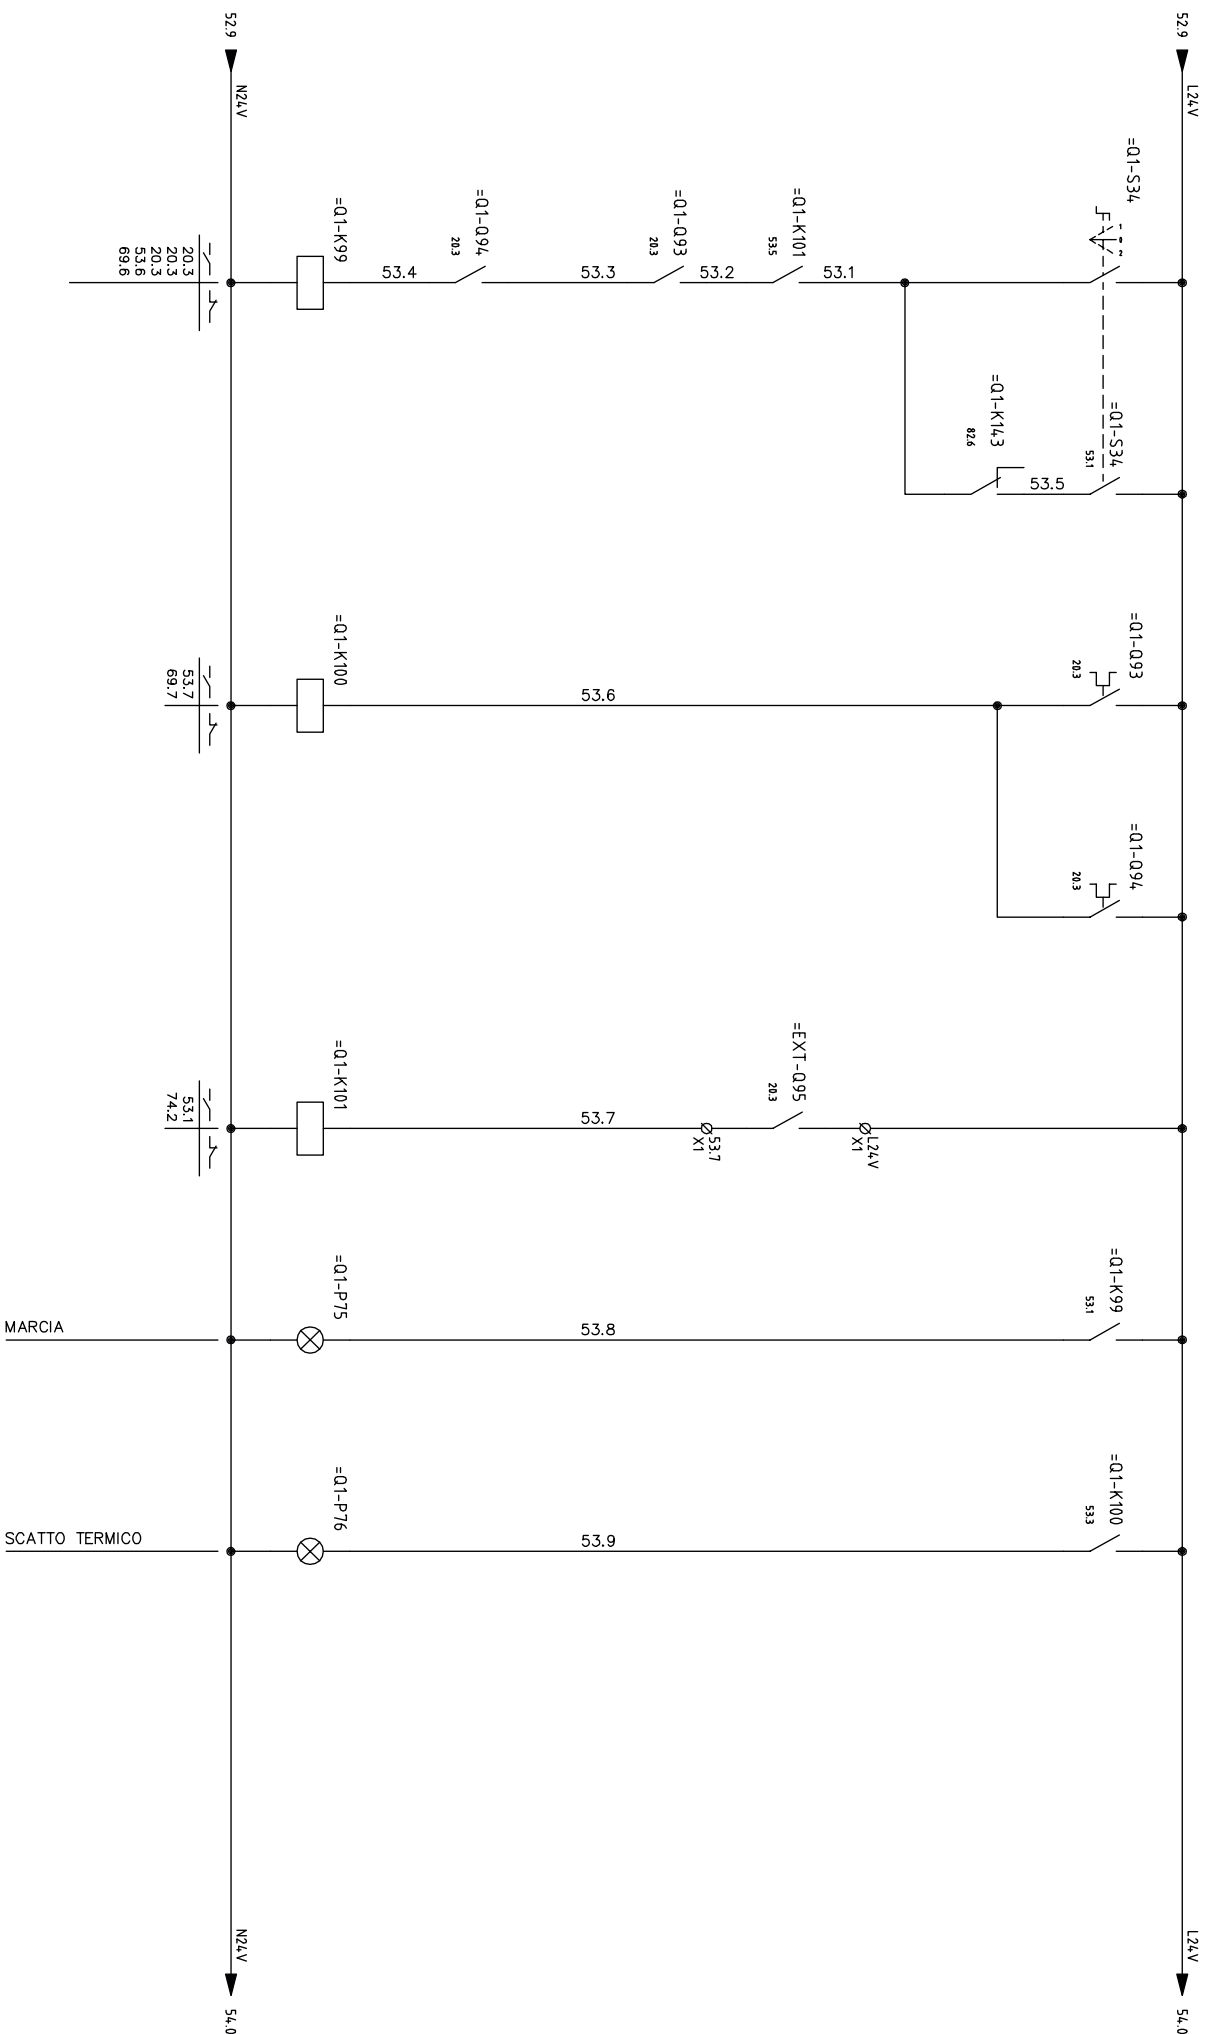 52.9
L24V
L24V
54.0
=Q1-S34
1
0
2
=Q1-S34
53.1
53.5
=Q1-K143
82.6
53.1
=Q1-K101
53.5
53.2
=Q1-Q93
20.3
53.3
=Q1-Q94
20.3
53.4
=Q1-K99
=Q1-Q93
20.3
=Q1-Q94
20.3
53.6
=Q1-K100
L24V
X1
=EXT-Q95
20.3
53.7
X1
53.7
=Q1-K101
=Q1-K99
53.1
53.8
=Q1-P75
=Q1-K100
53.3
53.9
=Q1-P76
52.9
N24V
N24V
54.0
20.3
20.3
20.3
53.6
69.6
53.7
69.7
53.1
74.2
MARCIA
SCATTO TERMICO